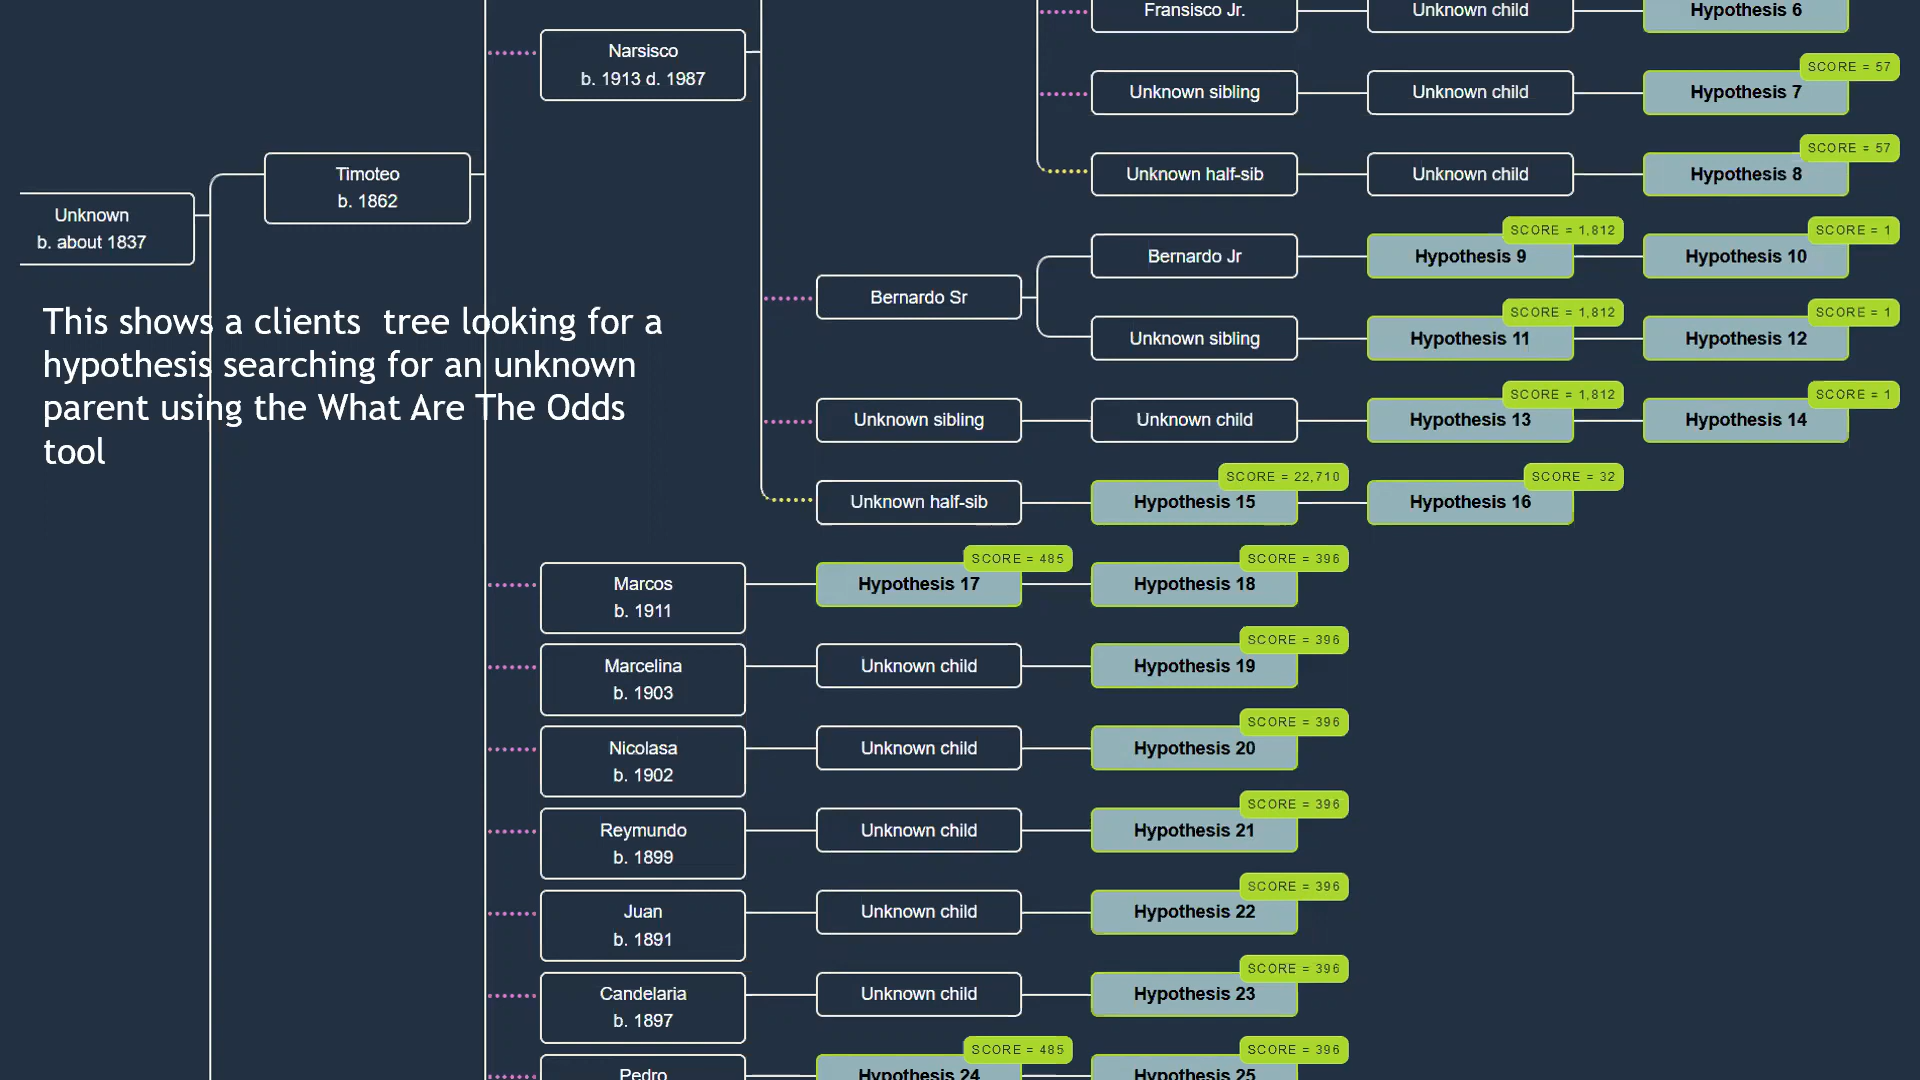 Fransisco Jr.
Unknown child
Hypothesis 6
Narsisco
b. 1913 d. 1987
SCORE = 57
Unknown sibling
Unknown child
Hypothesis 7
SCORE = 57
Timoteo
b. 1862
Unknown half-sib
Unknown child
Hypothesis 8
Unknown
b. about 1837
SCORE = 1,812
SCORE = 1
Bernardo Jr
Hypothesis 9
Hypothesis 10
Bernardo Sr
SCORE = 1,812
SCORE = 1
Unknown sibling
Hypothesis 11
Hypothesis 12
This shows a clients  tree looking for a
hypothesis searching for an unknown
parent using the What Are The Odds
tool
SCORE = 1,812
SCORE = 1
Unknown sibling
Unknown child
Hypothesis 13
Hypothesis 14
SCORE = 22,710
SCORE = 32
Unknown half-sib
Hypothesis 15
Hypothesis 16
SCORE = 485
SCORE = 396
Marcos
b. 1911
Hypothesis 17
Hypothesis 18
SCORE = 396
Marcelina
b. 1903
Unknown child
Hypothesis 19
SCORE = 396
Nicolasa
b. 1902
Unknown child
Hypothesis 20
SCORE = 396
Reymundo
b. 1899
Unknown child
Hypothesis 21
SCORE = 396
Juan
b. 1891
Unknown child
Hypothesis 22
SCORE = 396
Candelaria
b. 1897
Unknown child
Hypothesis 23
SCORE = 485
SCORE = 396
Pedro
Hypothesis 24
Hypothesis 25